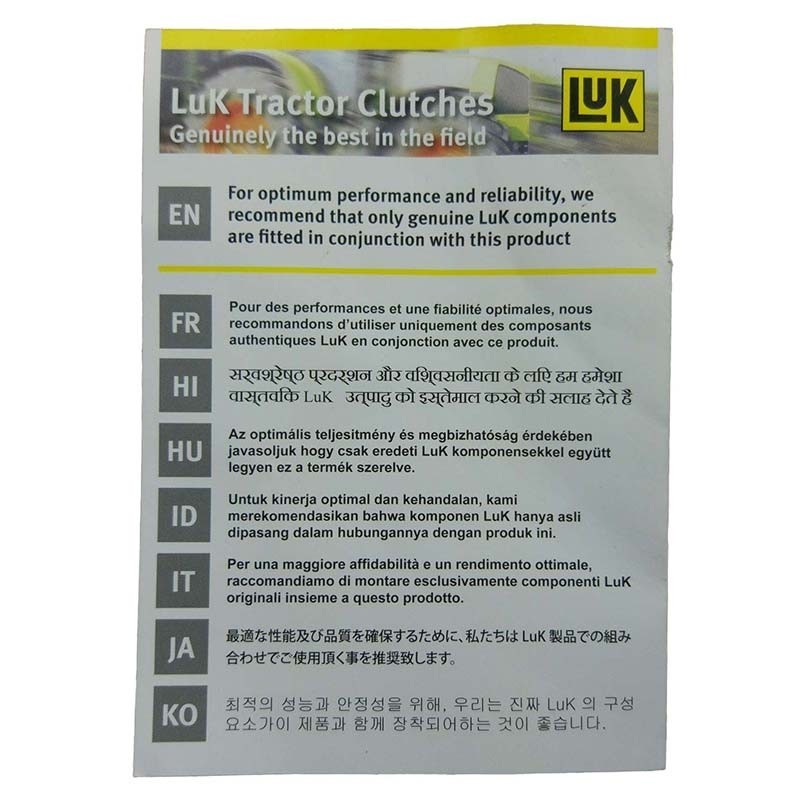 LuK Tractor Clutches
Genuinely the best in the field
LUK
EN
For optimum performance and reliability, we
recommend that only genuine LuK components
are fitted in conjunction with this product
FR
Pour des performances et une fiabilité optimales, nous
recommandons d'utiliser uniquement des composants
authentiques LuK en conjonction avec ce produit.
HI
सर्वश्रेष्ठ प्रदर्शन और वशि्वसनीयता के लएि हम हमेशा
वास्तवकि LuK उत्पादु को इस्तेमाल करने की सलाह देते है
HU
Az optimális teljesitmény és megbizhatóság érdekében
javasoljuk hogy csak eredeti LuK komponensekkel együtt
legyen ez a termék szerelve.
ID
Untuk kinerja optimal dan kehandalan, kami
merekomendasikan bahwa komponen LuK hanya asli
dipasang dalam hubungannya dengan produk ini.
IT
Per una maggiore affidabilità e un rendimento ottimale,
raccomandiamo di montare esclusivamente componenti LuK
originali insieme a questo prodotto.
JA
最適な性能及び品質を確保するために、私たちは LuK 製品での組み
合わせでご使用頂く事を推奨致します。
KO
최적의 성능과 안정성을 위해, 우리는 진짜 LuK 의 구성
요소가이 제품과 함께 장착되어하는 것이 좋습니다.